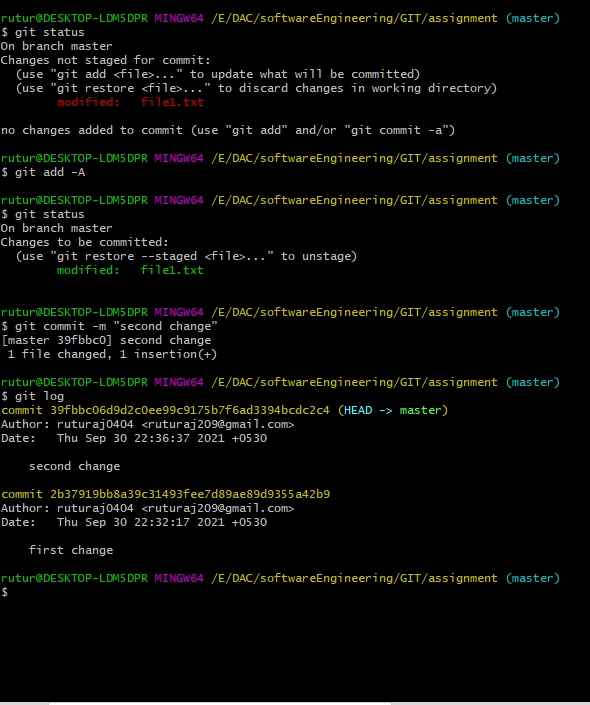 rutur@DESKTOP-LDM5DPR MINGW64 /E/DAC/softwareEngineering/GIT/assignment (master)
$ git status
On branch master
Changes not staged for commit:
  (use "git add <file>..." to update what will be committed)
  (use "git restore <file>..." to discard changes in working directory)
        modified:   file1.txt

no changes added to commit (use "git add" and/or "git commit -a")

rutur@DESKTOP-LDM5DPR MINGW64 /E/DAC/softwareEngineering/GIT/assignment (master)
$ git add -A

rutur@DESKTOP-LDM5DPR MINGW64 /E/DAC/softwareEngineering/GIT/assignment (master)
$ git status
On branch master
Changes to be committed:
  (use "git restore --staged <file>..." to unstage)
        modified:   file1.txt


rutur@DESKTOP-LDM5DPR MINGW64 /E/DAC/softwareEngineering/GIT/assignment (master)
$ git commit -m "second change"
[master 39fbbc0] second change
 1 file changed, 1 insertion(+)

rutur@DESKTOP-LDM5DPR MINGW64 /E/DAC/softwareEngineering/GIT/assignment (master)
$ git log
commit 39fbbc06d9d2c0ee99c9175b7f6ad3394bcdc2c4 (HEAD -> master)
Author: ruturaj0404 <ruturaj209@gmail.com>
Date:   Thu Sep 30 22:36:37 2021 +0530

    second change

commit 2b37919bb8a39c31493fee7d89ae89d9355a42b9
Author: ruturaj0404 <ruturaj209@gmail.com>
Date:   Thu Sep 30 22:32:17 2021 +0530

    first change

rutur@DESKTOP-LDM5DPR MINGW64 /E/DAC/softwareEngineering/GIT/assignment (master)
$